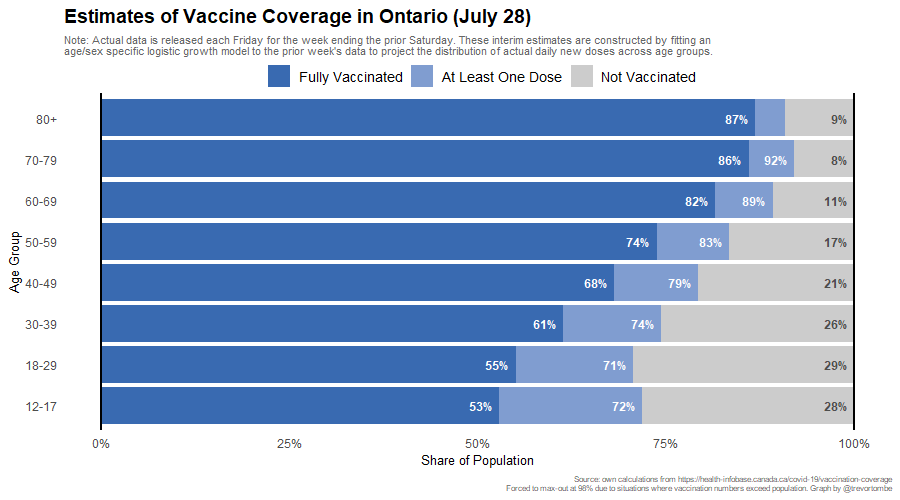 Estimates of Vaccine Coverage in Ontario (July 28)
Note: Actual data is released each Friday for the week ending the prior Saturday. These interim estimates are constructed by fitting an
age/sex specific logistic growth model to the prior week's data to project the distribution of actual daily new doses across age groups.
Fully Vaccinated At Least One Dose Not Vaccinated
Age Group
80+ 87% 9%
70-79 86% 92% 8%
60-69 82% 89% 11%
50-59 74% 83% 17%
40-49 68% 79% 21%
30-39 61% 74% 26%
18-29 55% 71% 29%
12-17 53% 72% 28%
0% 25% 50% 75% 100%
Share of Population
Source: own calculations from https://health-infobase.canada.ca/covid-19/vaccination-coverage
Forced to max-out at 98% due to situations where vaccination numbers exceed population. Graph by @trevortombe